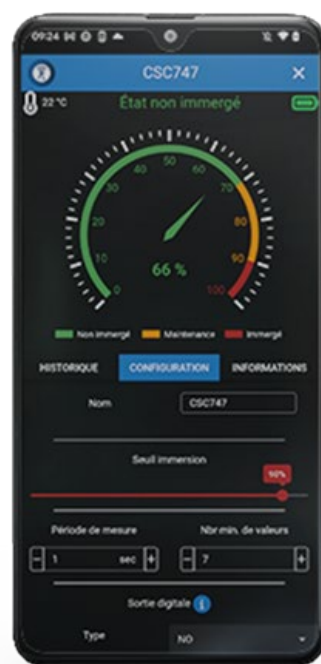 09:24
CSC747
22 °C
État non immergé
0 10 20 30 40 50 60 70 80 90 100
66 %
Non immergé Maintenance Immergé
HISTORIQUE CONFIGURATION INFORMATIONS
Nom CSC747
Seuil immersion
90%
Période de mesure Nbr min. de valeurs
- 1 sec + - 7 +
Sortie digitale i
Type NO